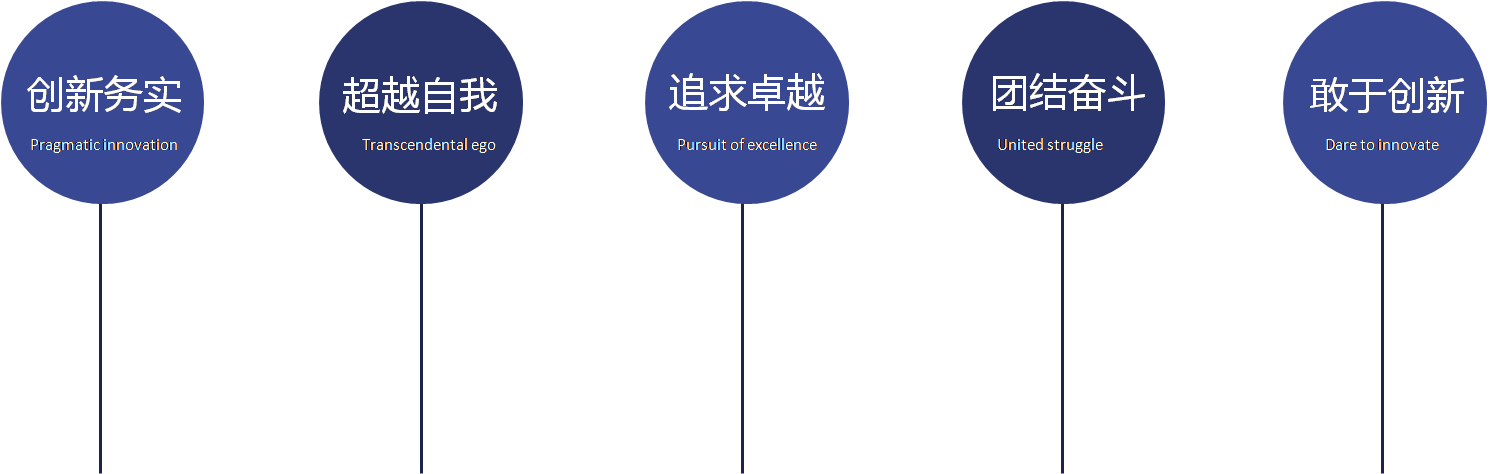 创新务实
Pragmatic innovation
超越自我
Transcendental ego
追求卓越
Pursuit of excellence
团结奋斗
United struggle
敢于创新
Dare to innovate